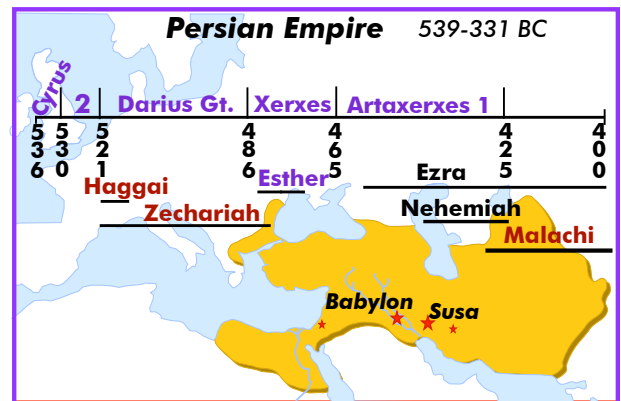 Persian Empire 539-331 BC
Cyrus 2 Darius Gt. Xerxes Artaxerxes 1
536 530 521 486 465 425 400
Haggai Esther Ezra
Zechariah Nehemiah
Malachi
Babylon Susa